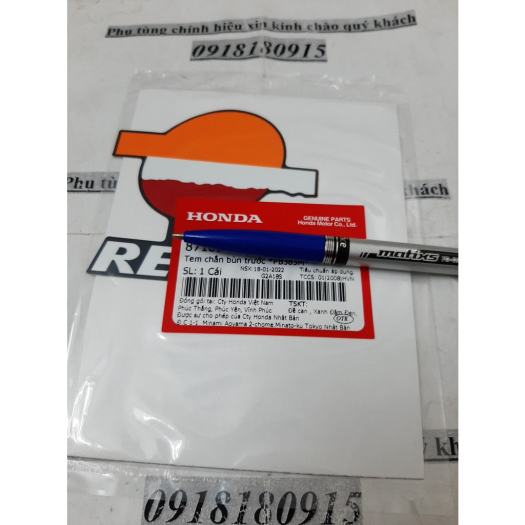 Phụ tùng chính hiệu xin kính chào quý khách
0918180915
Phụ tù
khách
RE
HONDA
GENUINE PARTS
Honda Motor Co., Ltd.
Tem chắn bùn trước *PB385M*
SL: 1 Cái
NSX: 18-01-2022
Tiêu chuẩn áp dụng
G2A18S
TCCS: 01(2008)HVN
Đóng gói tại: Cty Honda Việt Nam
TSKT:
Phúc Thắng, Phúc Yên, Vĩnh Phúc
Đề can , Xanh Đậm Đen,
Được sự cho phép của Cty Honda Nhật Bản
OTK
Đ.C 1-1 Minami Aoyama 2-chome,Minato-ku Tokyo Nhật Bản
matixs
khách
0918180915